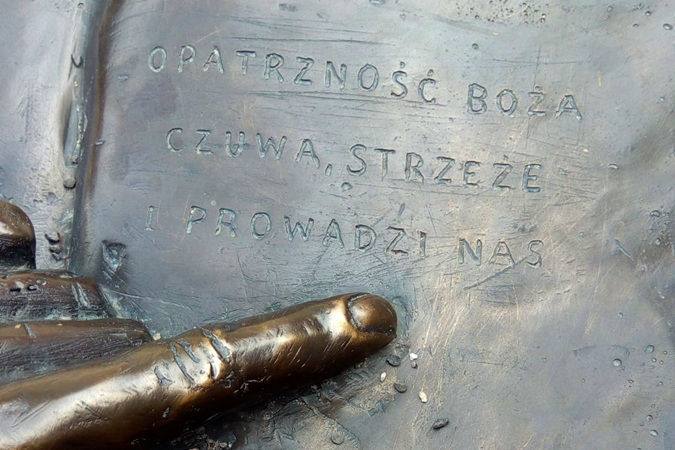 OPATRZNOŚĆ BOŻA
CZUWA, STRZEŻE
I PROWADZI NAS